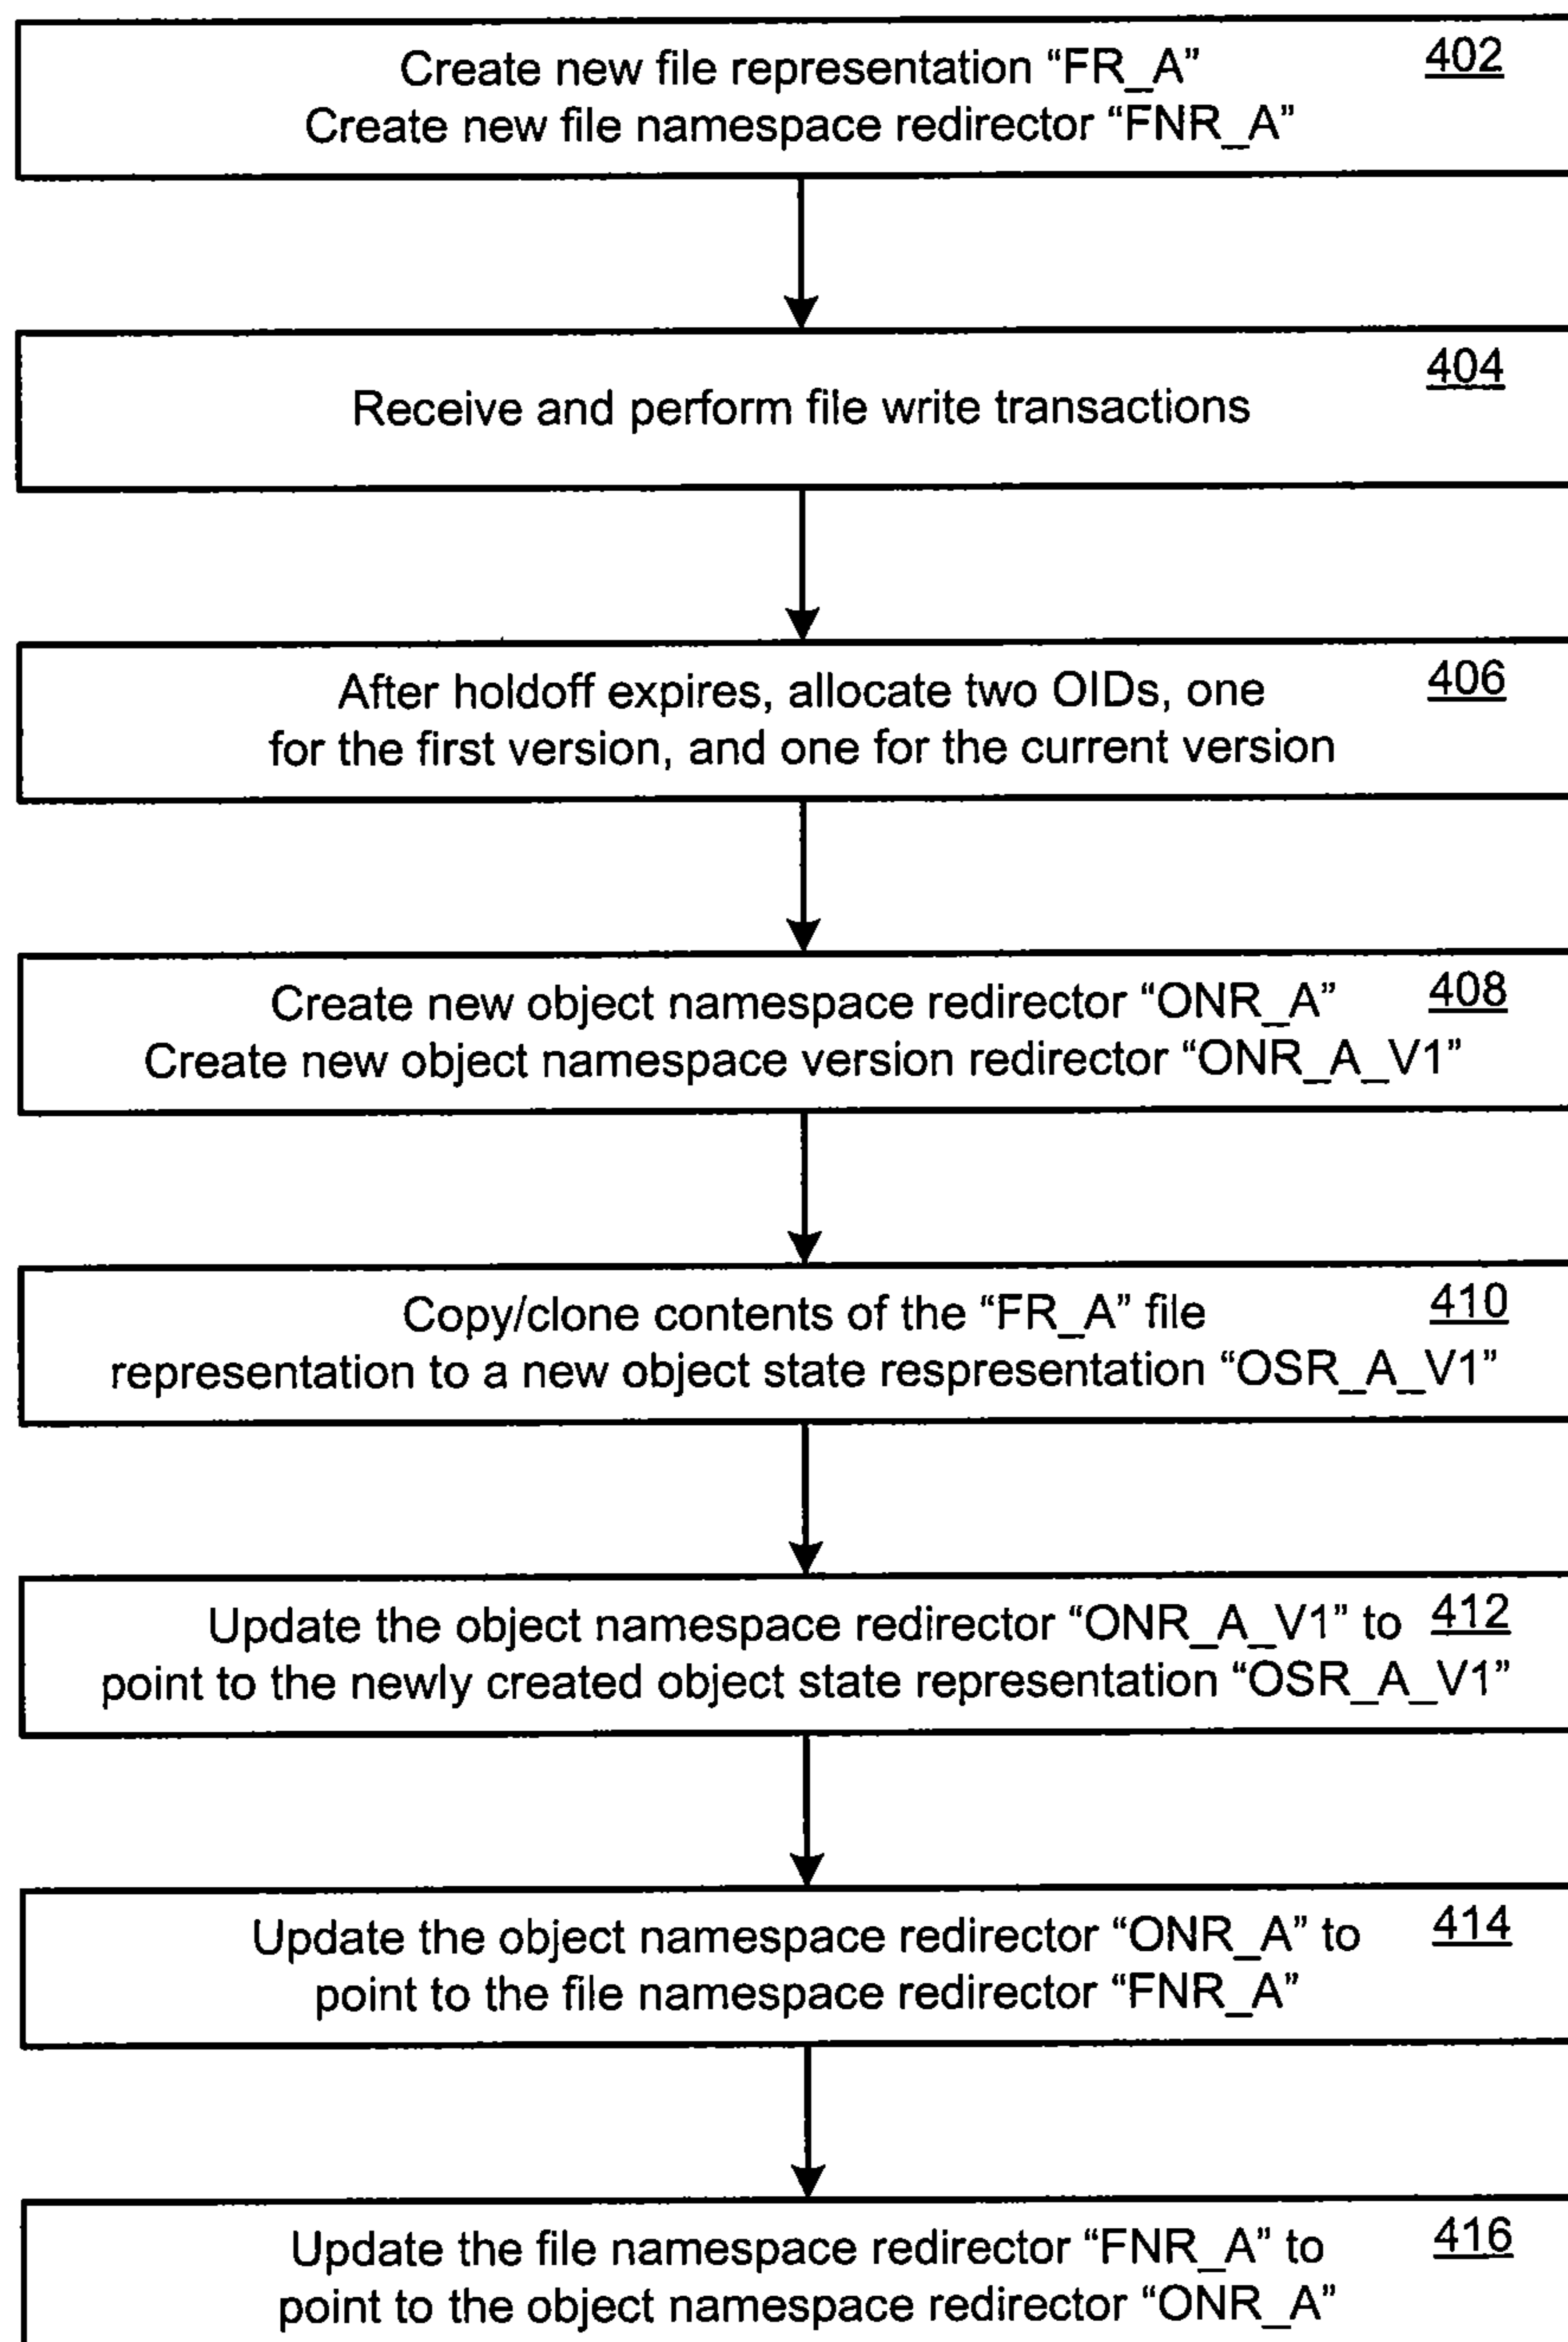 Create new file representation “FR_A”
402
Create new file namespace redirector “FNR_A”
404
Receive and perform file write transactions
After holdoff expires, allocate two OIDs, one
406
for the first version, and one for the current version
Create new object namespace redirector “ONR_A”
408
Create new object namespace version redirector “ONR_A_V1”
Copy/clone contents of the “FR_A” file
410
representation to a new object state respresentation “OSR_A_V1”
Update the object namespace redirector “ONR_A_V1” to
412
point to the newly created object state representation “OSR_A_V1”
Update the object namespace redirector “ONR_A” to
414
point to the file namespace redirector “FNR_A”
Update the file namespace redirector “FNR_A” to
416
point to the object namespace redirector “ONR_A”